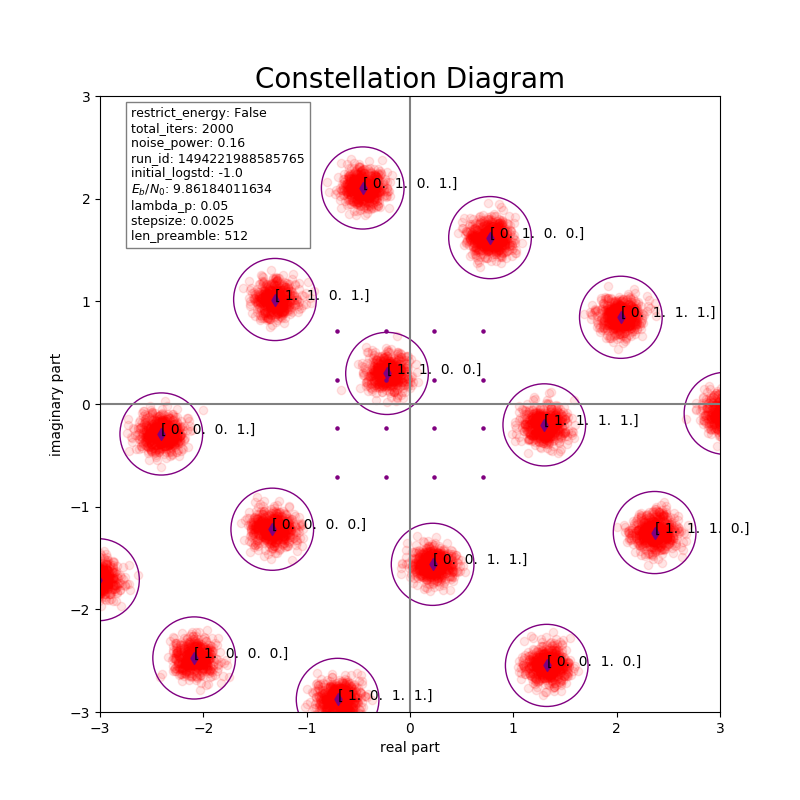 Constellation Diagram
restrict_energy: False
total_iters: 2000
noise_power: 0.16
run_id: 1494221988585765
initial_logstd: -1.0
E_b/N_0: 9.86184011634
lambda_p: 0.05
stepsize: 0.0025
len_preamble: 512
[ 0. 1. 0. 1.]
[ 0. 1. 0. 0.]
[ 1. 1. 0. 1.]
[ 0. 1. 1. 1.]
[ 1. 1. 0. 0.]
[ 1. 1. 1. 1.]
[ 0. 0. 0. 1.]
[ 0. 0. 0. 0.]
[ 1. 1. 1. 0.]
[ 0. 0. 1. 1.]
[ 1. 0. 0. 0.]
[ 0. 0. 1. 0.]
[ 1. 0. 1. 1.]
3
2
1
0
−1
−2
−3
imaginary part
−3 −2 −1 0 1 2 3
real part